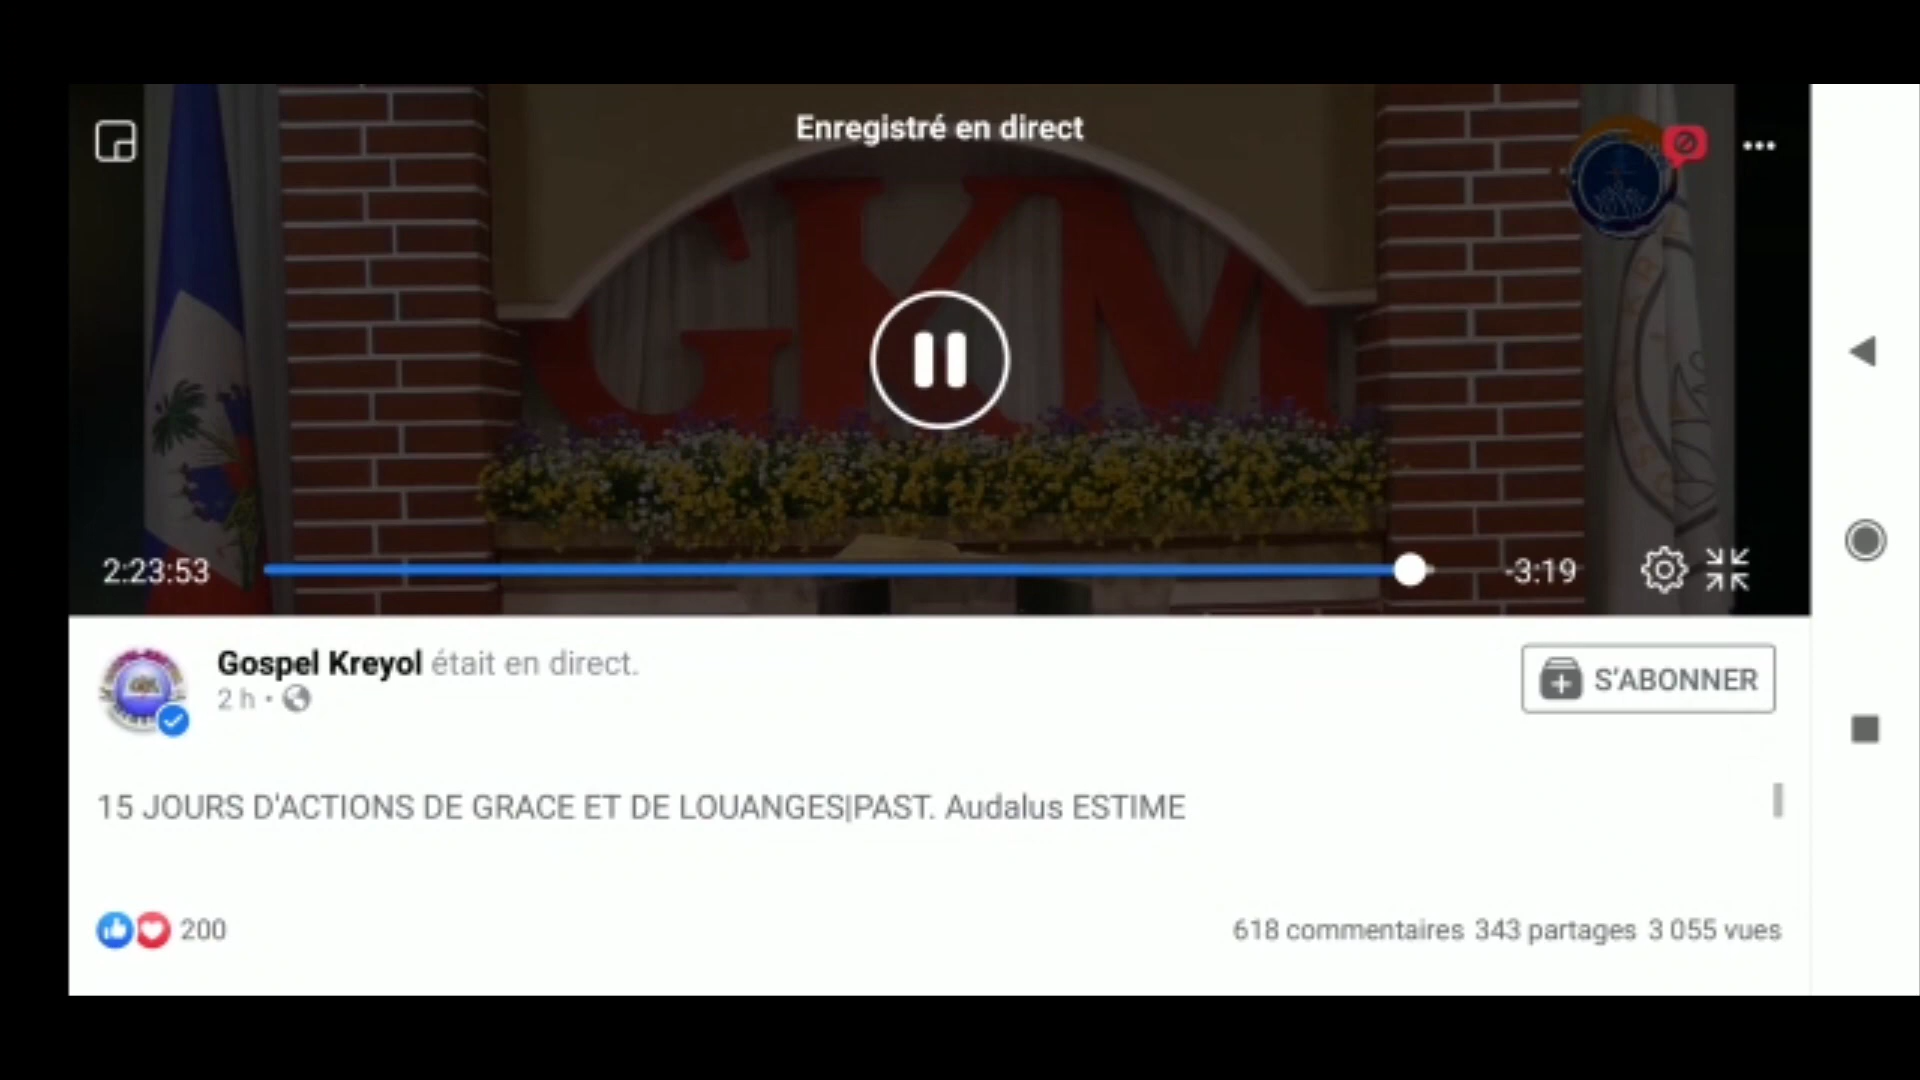 Enregistré en direct
GKM
2:23:53
-3:19
Gospel Kreyol était en direct.
2 h •
S'ABONNER
15 JOURS D'ACTIONS DE GRACE ET DE LOUANGES|PAST. Audalus ESTIME
200
618 commentaires 343 partages 3 055 vues